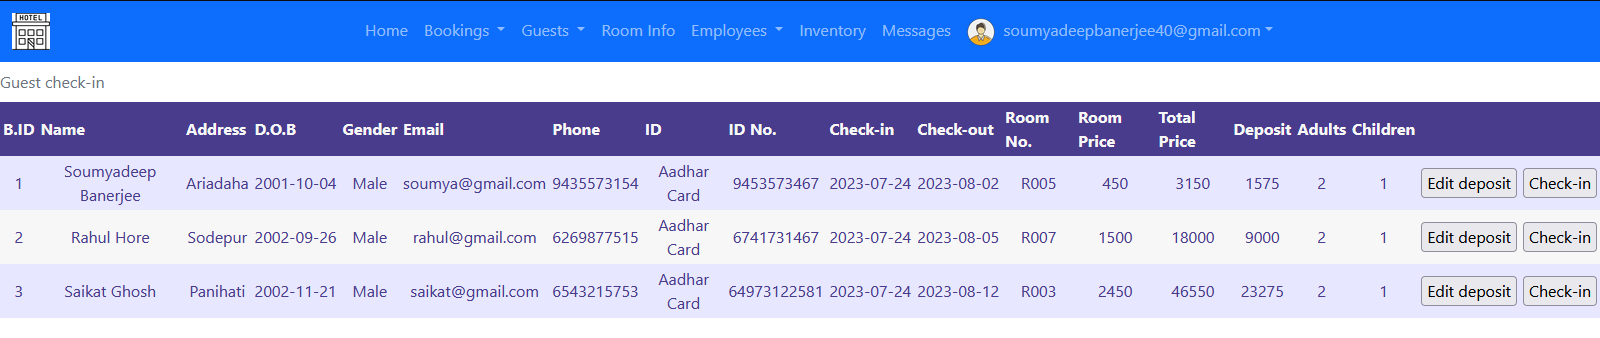 HOTEL
Home Bookings Guests Room Info Employees Inventory Messages soumyadeepbanerjee40@gmail.com
Guest check-in
B.ID Name Address D.O.B Gender Email Phone ID ID No. Check-in Check-out Room No. Room Price Total Price Deposit Adults Children
1 Soumyadeep Banerjee Ariadaha 2001-10-04 Male soumya@gmail.com 9435573154 Aadhar Card 9453573467 2023-07-24 2023-08-02 R005 450 3150 1575 2 1 Edit deposit Check-in
2 Rahul Hore Sodepur 2002-09-26 Male rahul@gmail.com 6269877515 Aadhar Card 6741731467 2023-07-24 2023-08-05 R007 1500 18000 9000 2 1 Edit deposit Check-in
3 Saikat Ghosh Panihati 2002-11-21 Male saikat@gmail.com 6543215753 Aadhar Card 64973122581 2023-07-24 2023-08-12 R003 2450 46550 23275 2 1 Edit deposit Check-in